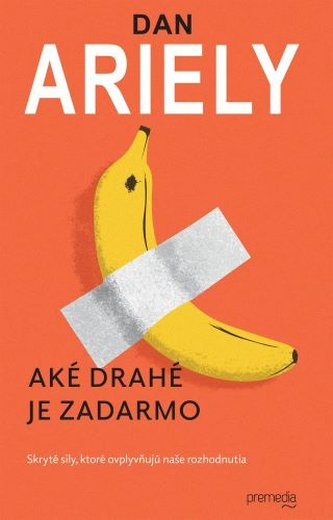 DAN
ARIELY
AKÉ DRAHÉ
JE ZADARMO
Skryté sily, ktoré ovplyvňujú naše rozhodnutia
premedia